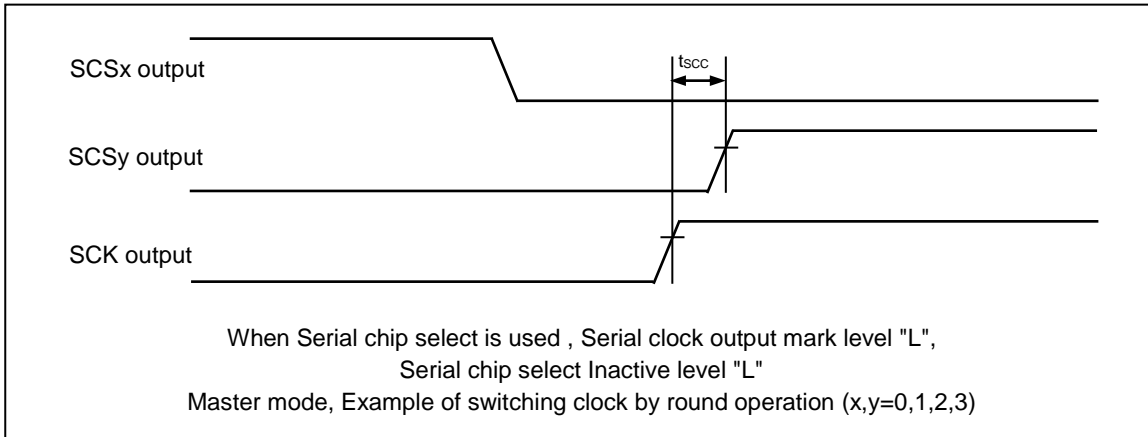 SCSx output
tscc
SCSy output
SCK output
When Serial chip select is used , Serial clock output mark level "L",
Serial chip select Inactive level "L"
Master mode, Example of switching clock by round operation (x,y=0,1,2,3)